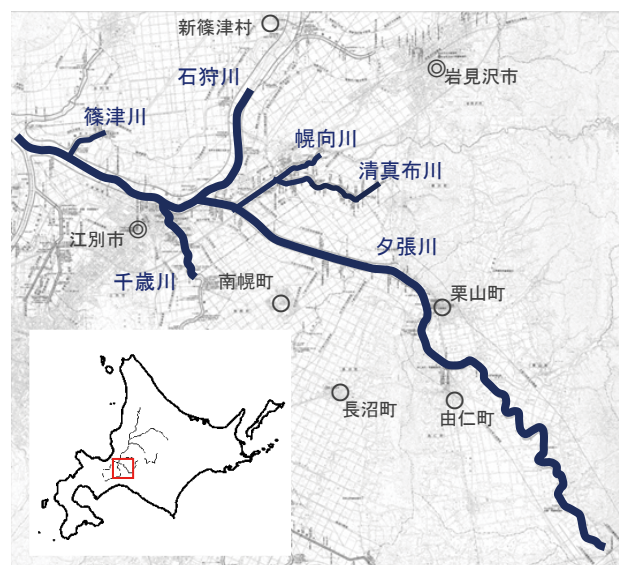 新篠津村
石狩川
岩見沢市
篠津川
幌向川
清真布川
江別市
夕張川
千歳川
南幌町
栗山町
長沼町
由仁町